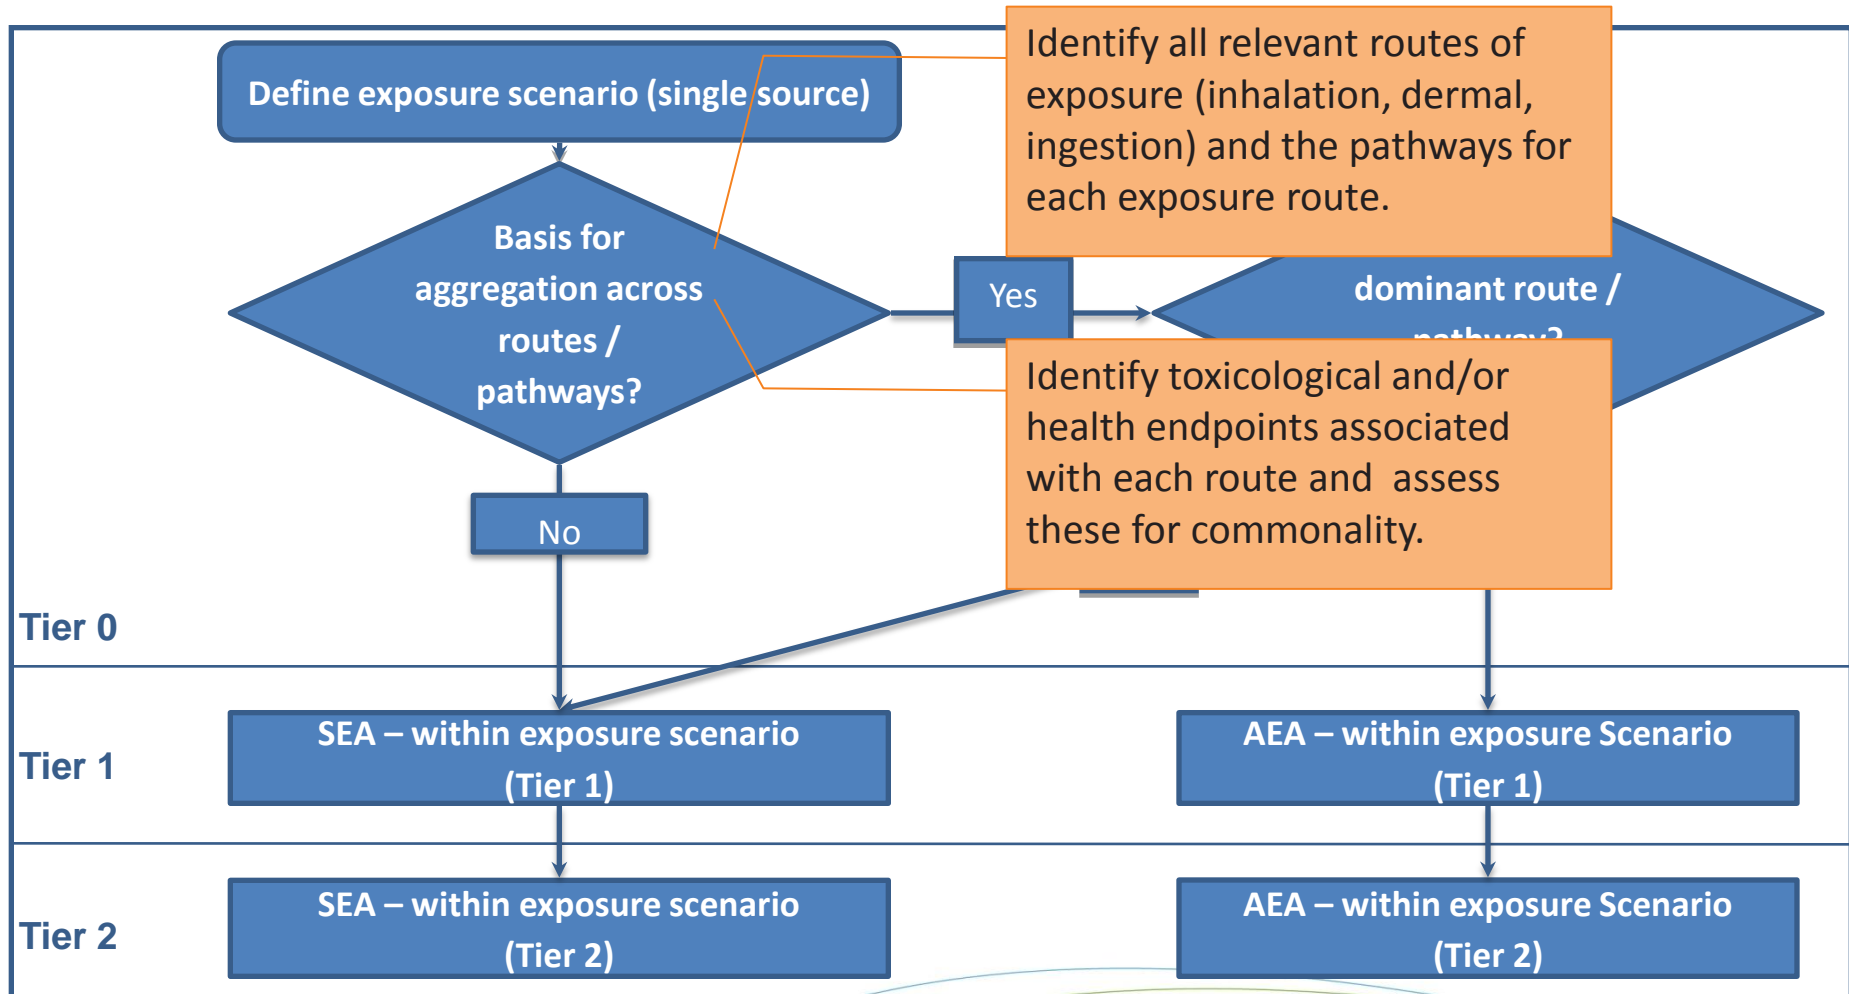 Define exposure scenario (single source)
Identify all relevant routes of
exposure (inhalation, dermal,
ingestion) and the pathways for
each exposure route.
Basis for
aggregation across
routes /
pathways?
Yes
dominant route /
pathway?
Identify toxicological and/or
health endpoints associated
with each route and assess
these for commonality.
No
Tier 0
Tier 1
SEA – within exposure scenario
(Tier 1)
AEA – within exposure Scenario
(Tier 1)
Tier 2
SEA – within exposure scenario
(Tier 2)
AEA – within exposure Scenario
(Tier 2)